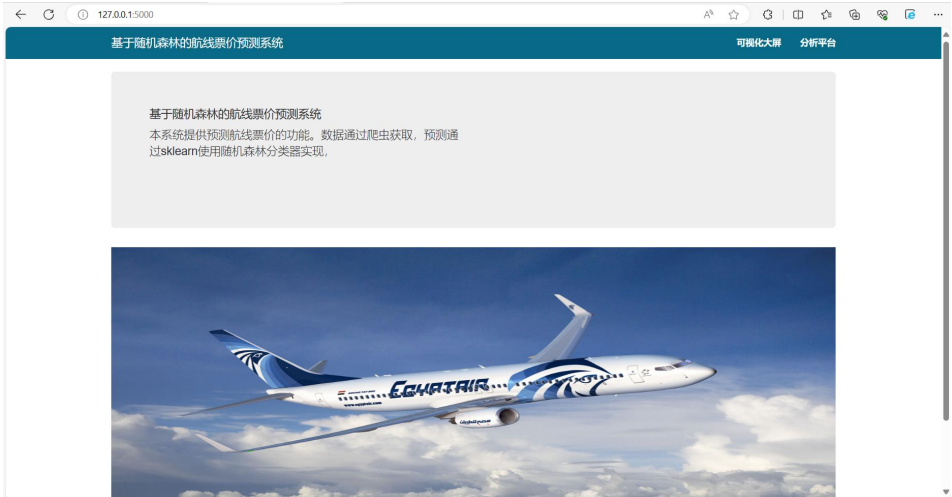 127.0.0.1:5000
基于随机森林的航线票价预测系统
可视化大屏 分析平台
基于随机森林的航线票价预测系统
本系统提供预测航线票价的功能。数据通过爬虫获取，预测通
过sklearn使用随机森林分类器实现，
EGYPTAIR
www.egyptair.com